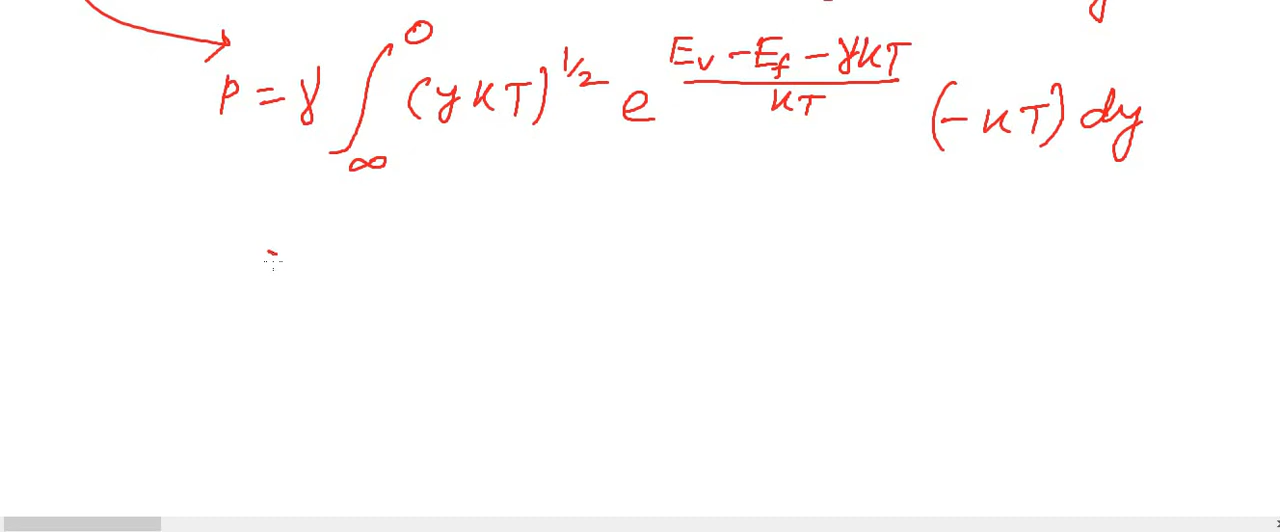 p = γ ∫_∞^0 (yKT)^{1/2} e^{(E_v - E_f - yKT)/KT} (-KT) dy